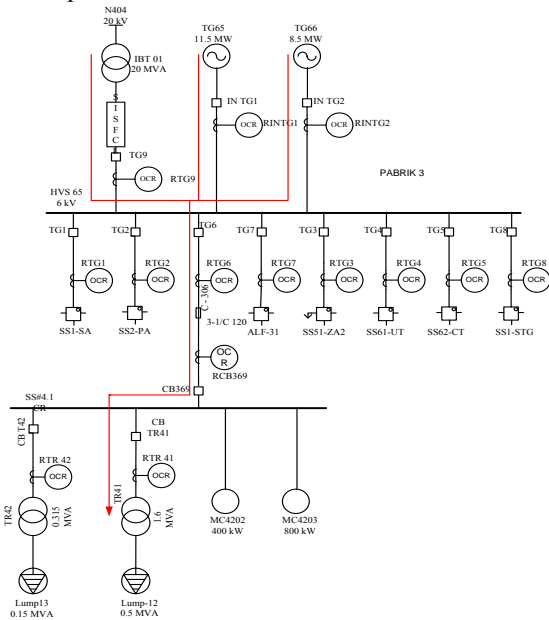 N404
20 kV
TG65
11.5 MW
TG66
8.5 MW
IBT 01
20 MVA
SISFC
IN TG1
IN TG2
OCR
RINTG1
OCR
RINTG2
TG9
OCR
RTG9
PABRIK 3
HVS 65
6 kV
TG1
TG2
TG6
TG7
TG3
TG4
TG5
TG8
RTG1
RTG2
RTG6
RTG7
RTG3
RTG4
RTG5
RTG8
OCR
OCR
OCR
OCR
OCR
OCR
OCR
OCR
C - 306
3-1/C 120
SS1-SA
SS2-PA
ALF-31
SS51-ZA2
SS61-UT
SS62-CT
SS1-STG
OC
R
RCB369
CB369
SS#4.1
CR
CB T42
CB
TR41
RTR 42
OCR
RTR 41
OCR
TR42
0.315
MVA
TR41
1.6
MVA
MC4202
400 kW
MC4203
800 kW
Lump13
0.15 MVA
Lump-12
0.5 MVA